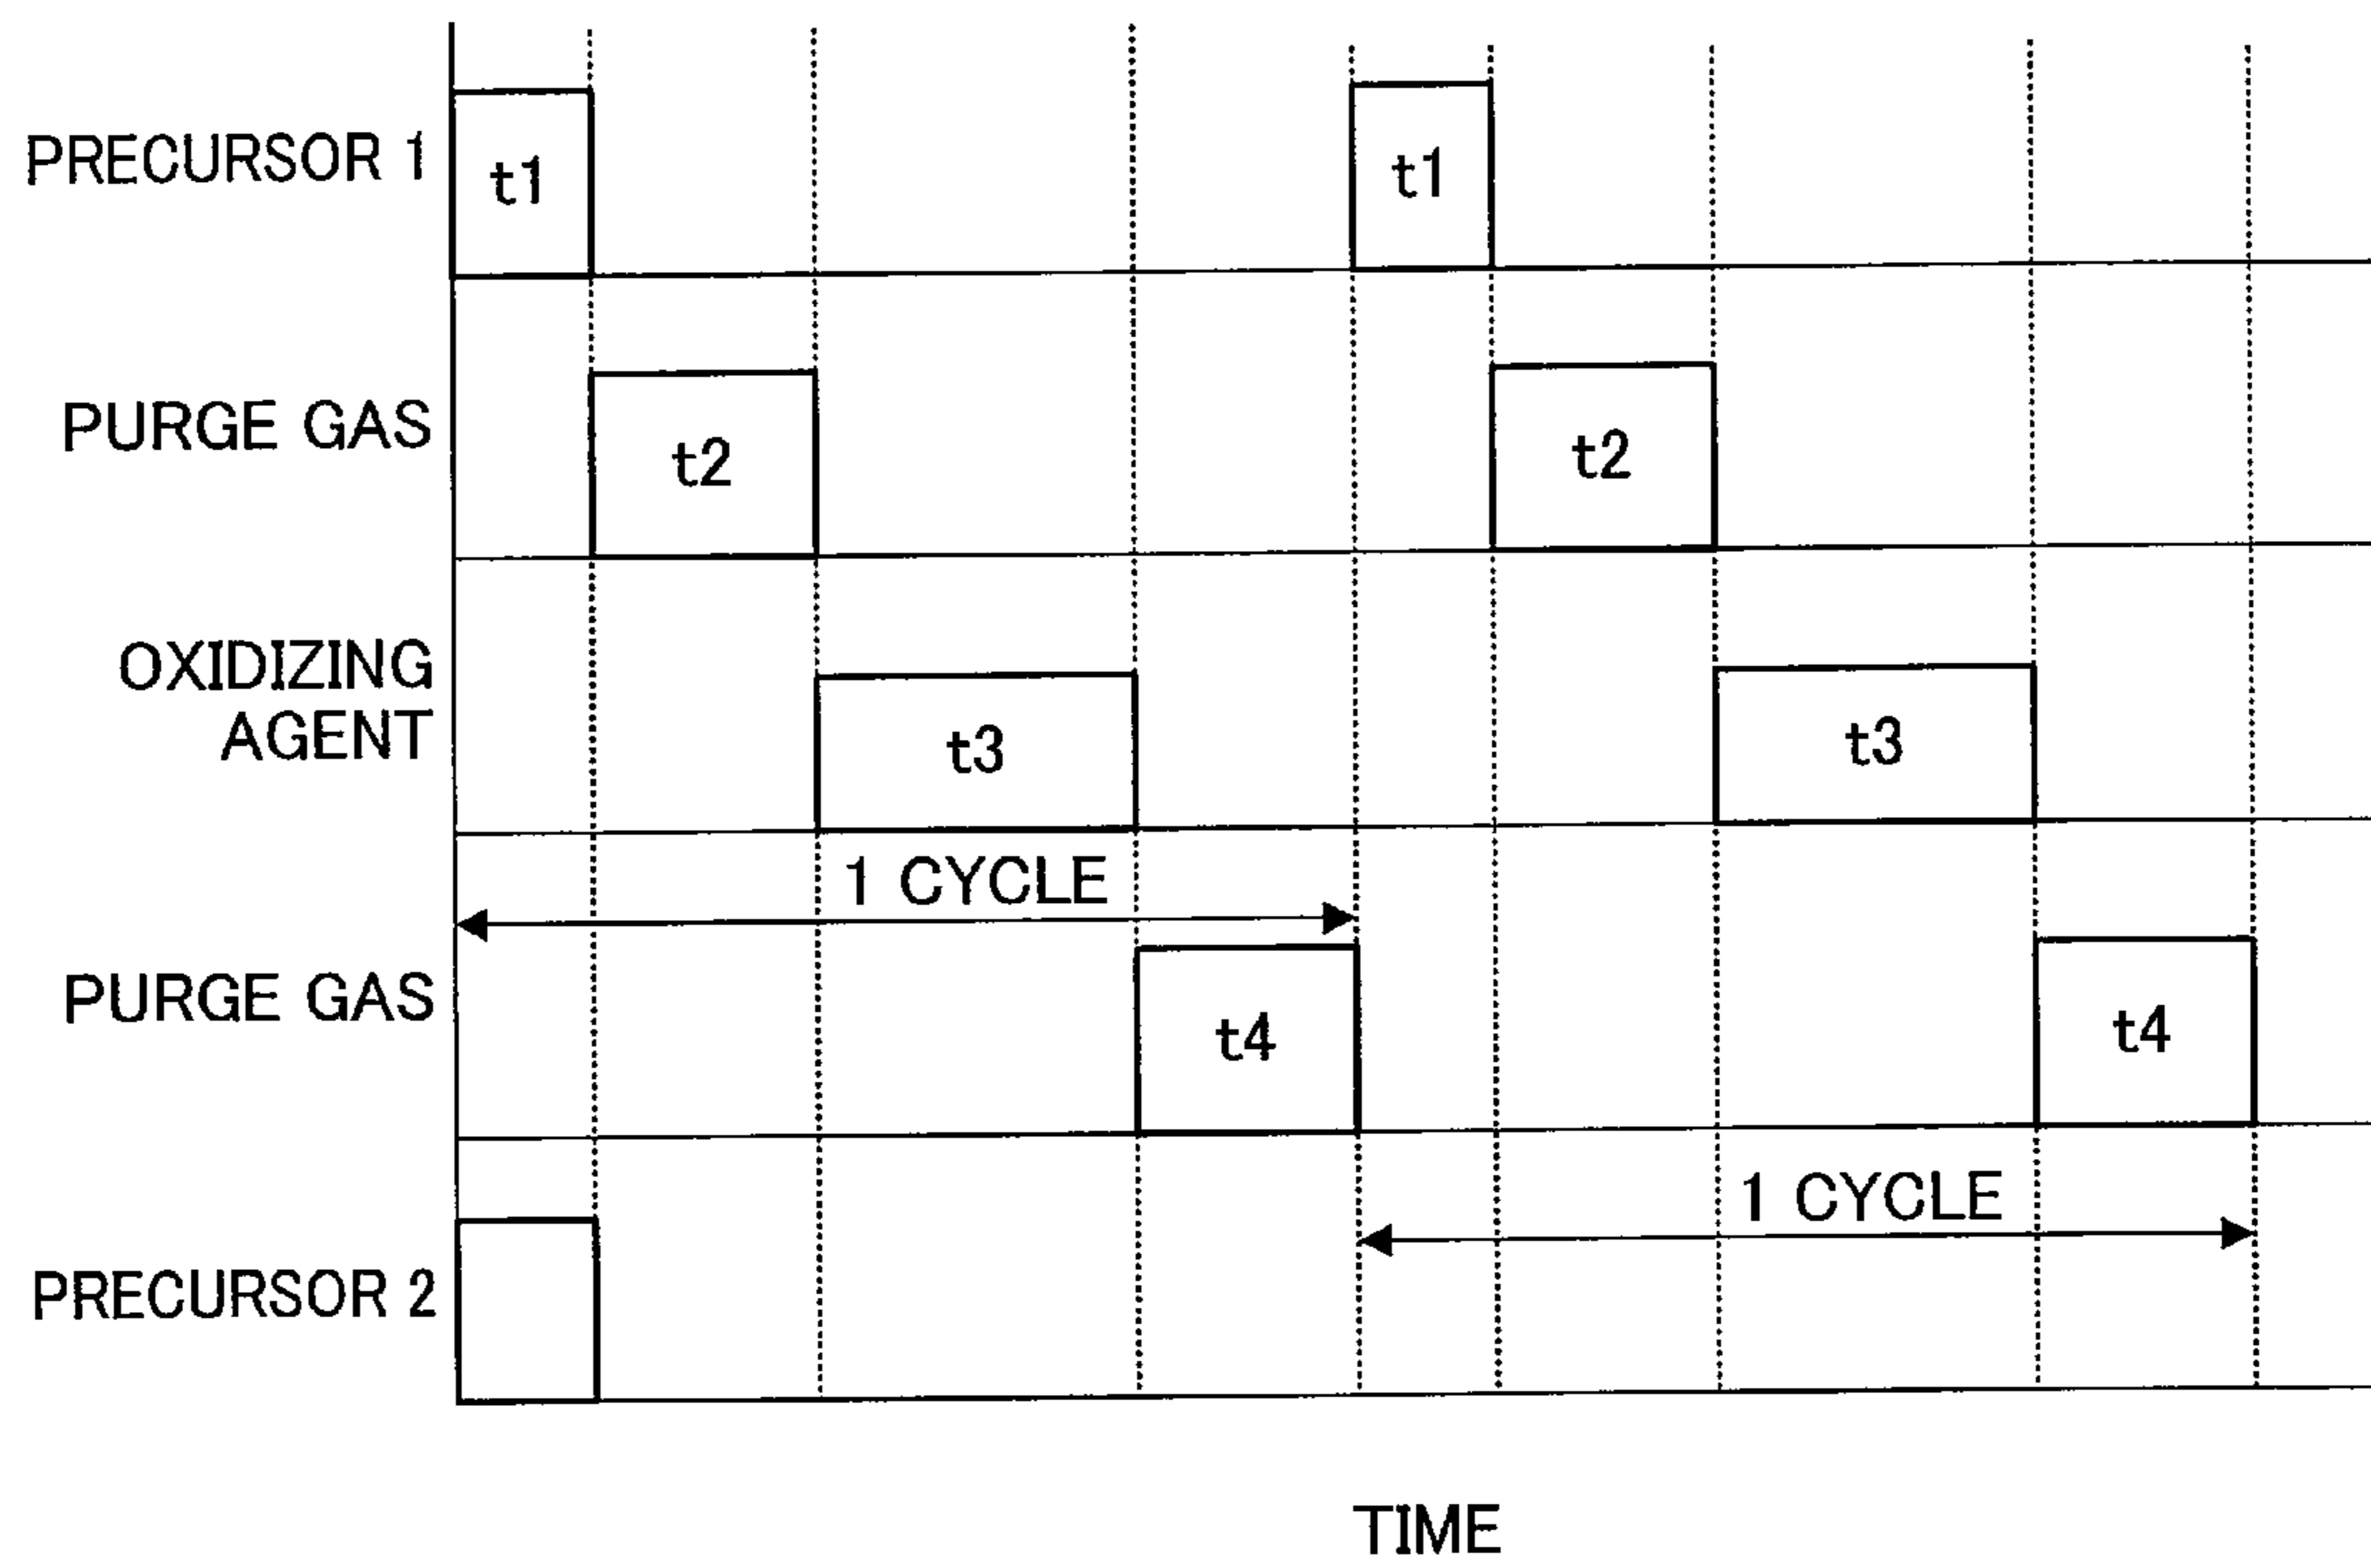 PRECURSOR 1
t1
t1
PURGE GAS
t2
t2
OXIDIZING
AGENT
t3
t3
1 CYCLE
PURGE GAS
t4
t4
1 CYCLE
PRECURSOR 2
TIME